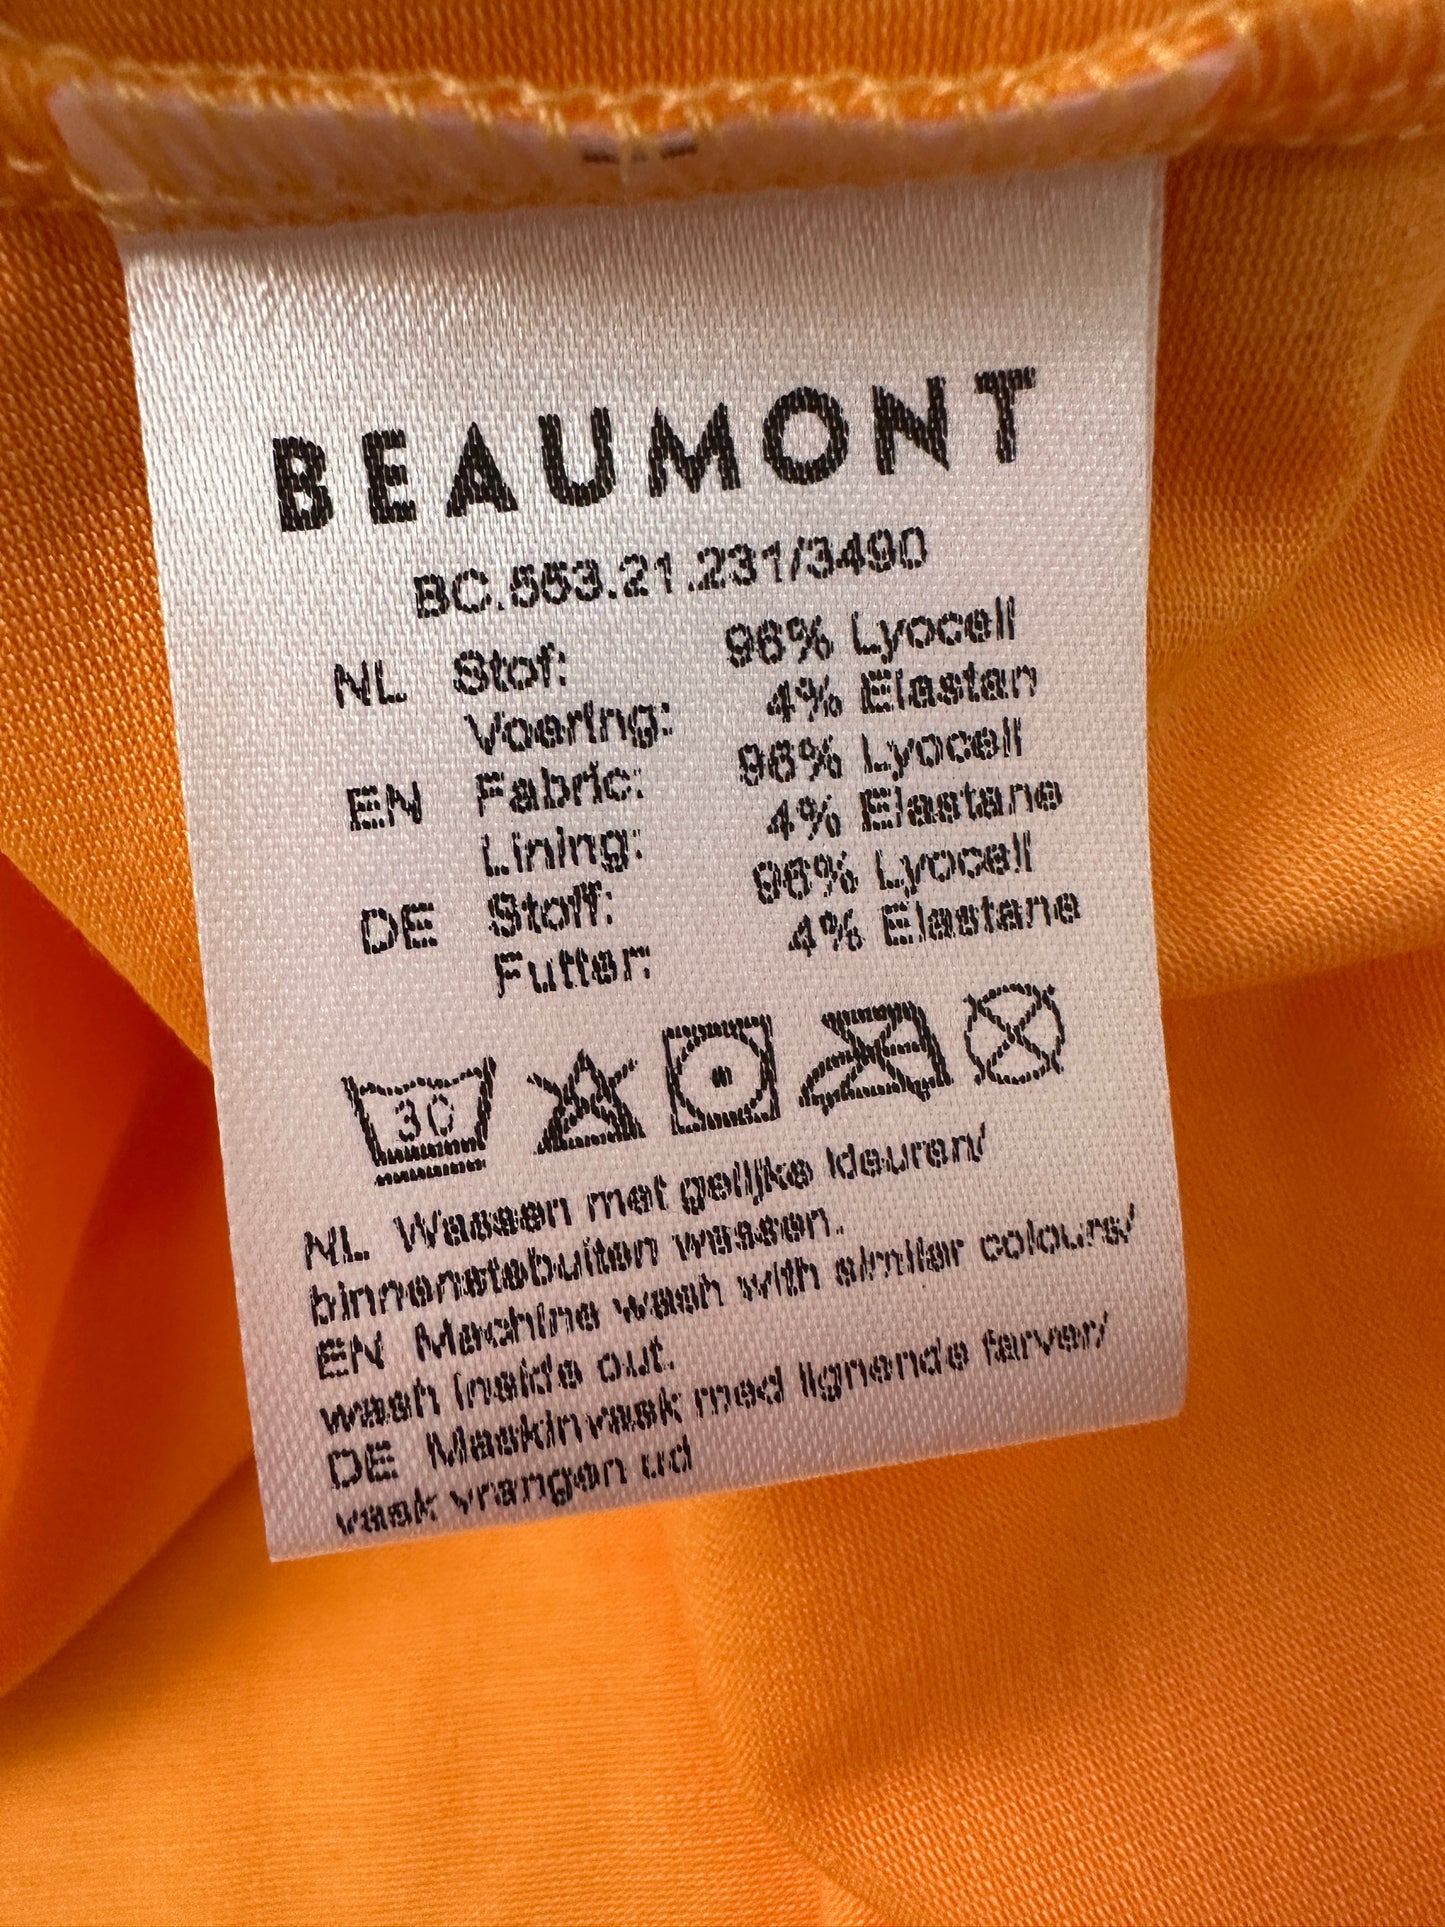 BEAUMONT
BC.553.21.231/3490
NL Stof: 96% Lyocell
Voering: 4% Elastan
EN Fabric: 96% Lyocell
Lining: 4% Elastane
DE Stoff: 96% Lyocell
Futter: 4% Elastane
30
NL Wassen met gelijke kleuren/
binnenstebuiten wassen.
EN Machine wash with similar colours/
wash inside out.
DE Maskinvask med lignende farver/
vask vrangen ud